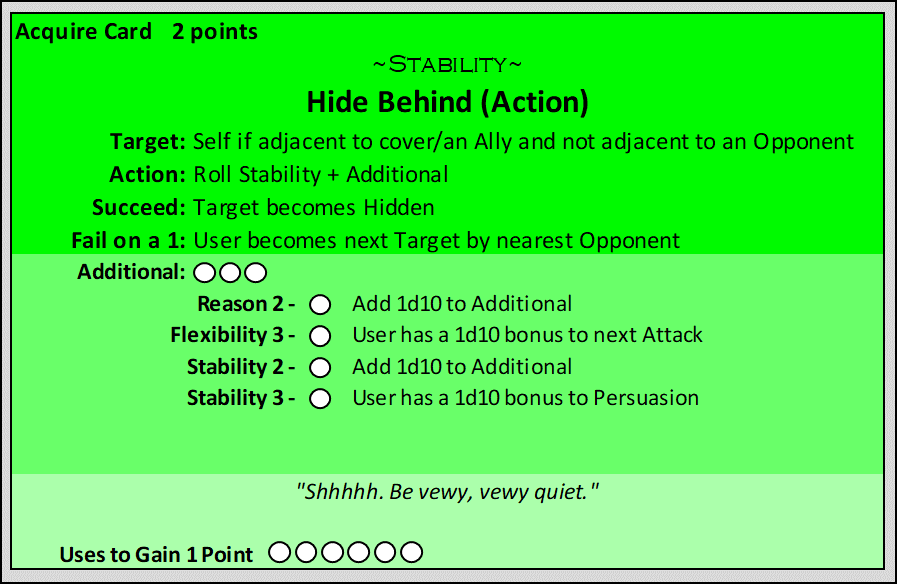 Acquire Card 2 points
~STABILITY~
Hide Behind (Action)
Target: Self if adjacent to cover/an Ally and not adjacent to an Opponent
Action: Roll Stability + Additional
Succeed: Target becomes Hidden
Fail on a 1: User becomes next Target by nearest Opponent
Additional:
Reason 2 - Add 1d10 to Additional
Flexibility 3 - User has a 1d10 bonus to next Attack
Stability 2 - Add 1d10 to Additional
Stability 3 - User has a 1d10 bonus to Persuasion
"Shhhhh. Be vewy, vewy quiet."
Uses to Gain 1 Point